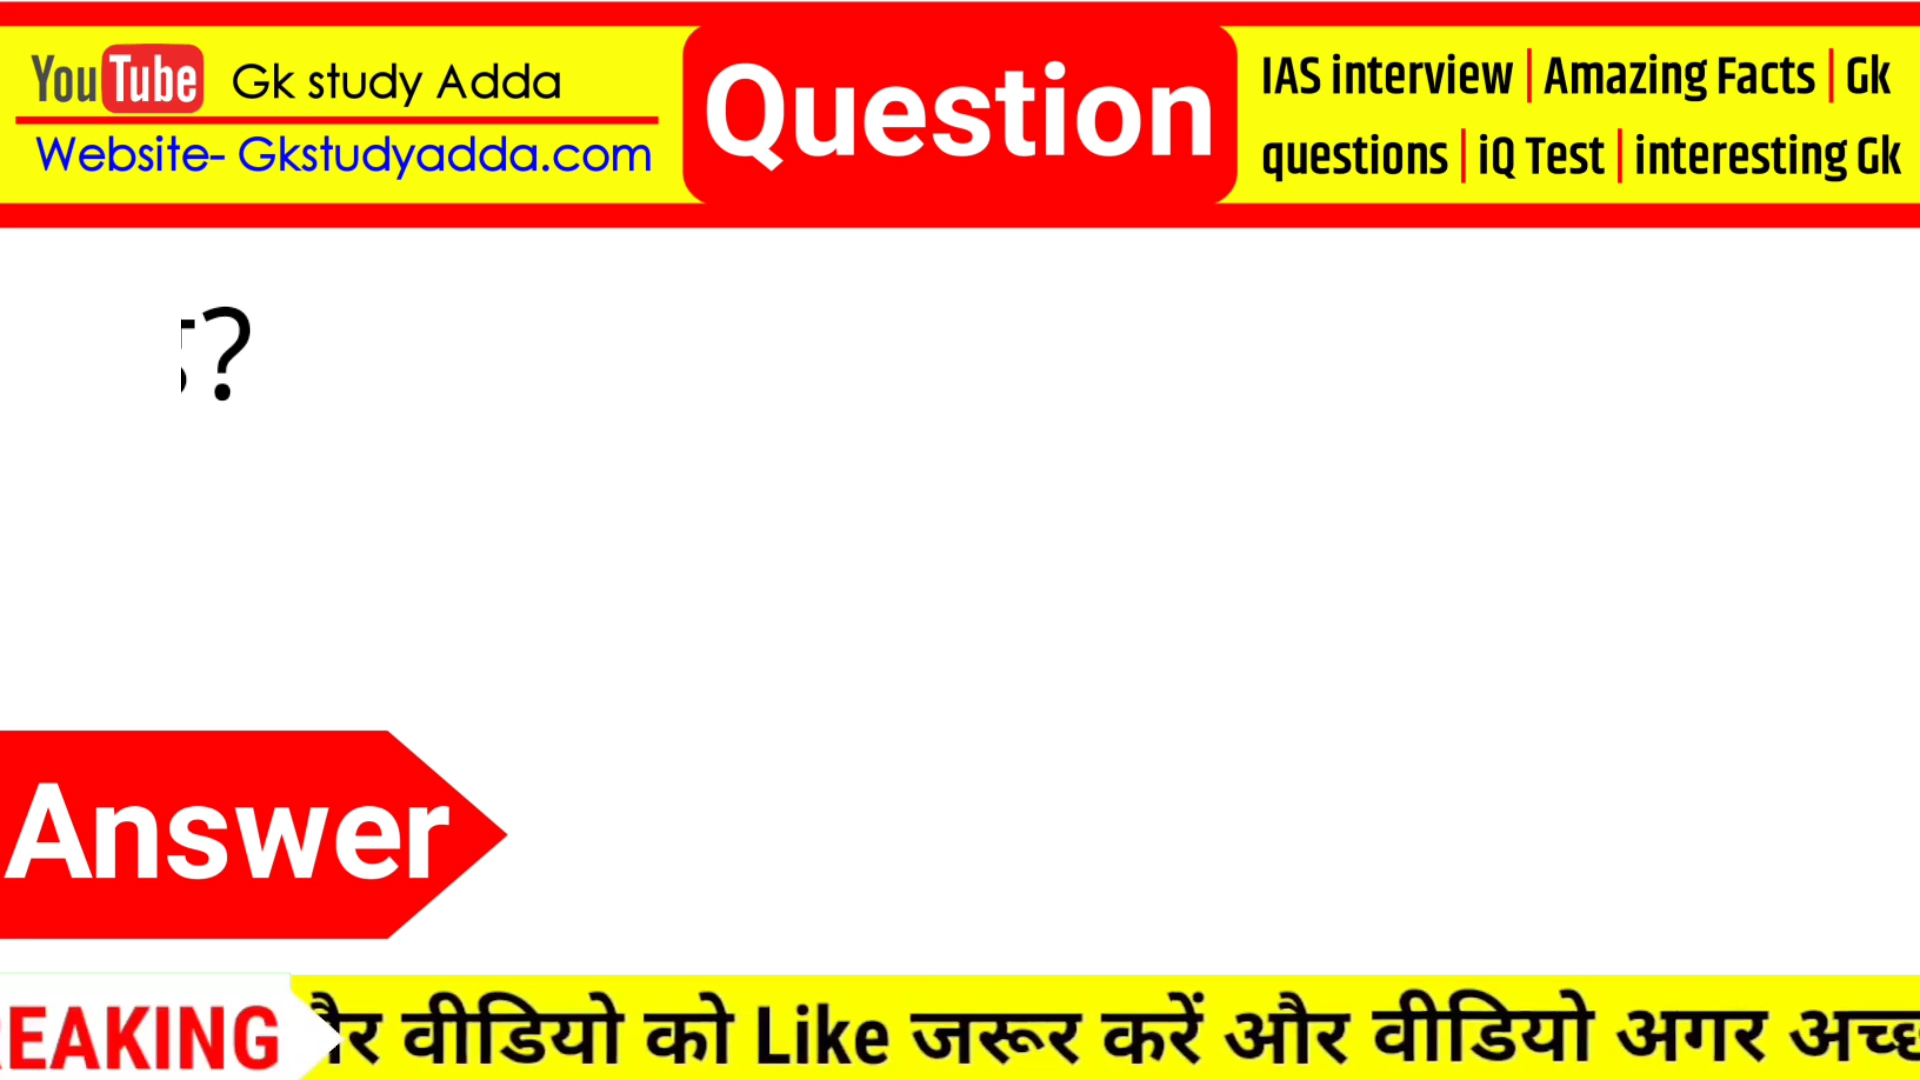 YouTube Gk study Adda
Website- Gkstudyadda.com
Question
IAS interview | Amazing Facts | Gk
questions | iQ Test | interesting Gk
?
Answer
वीडियो को Like जरूर करें और वीडियो अगर